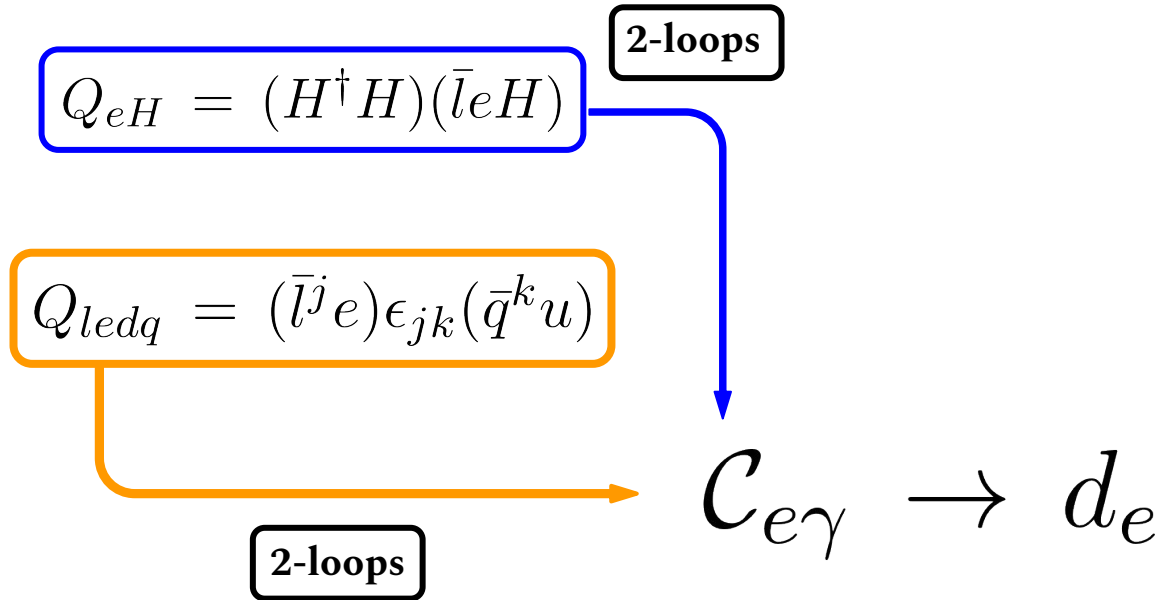 2-loops
Q_{eH} = (H^†H)(\bar{l}eH)
Q_{ledq} = (\bar{l}^j e)ϵ_{jk}(\bar{q}^k u)
𝒞_{eγ} → d_e
2-loops